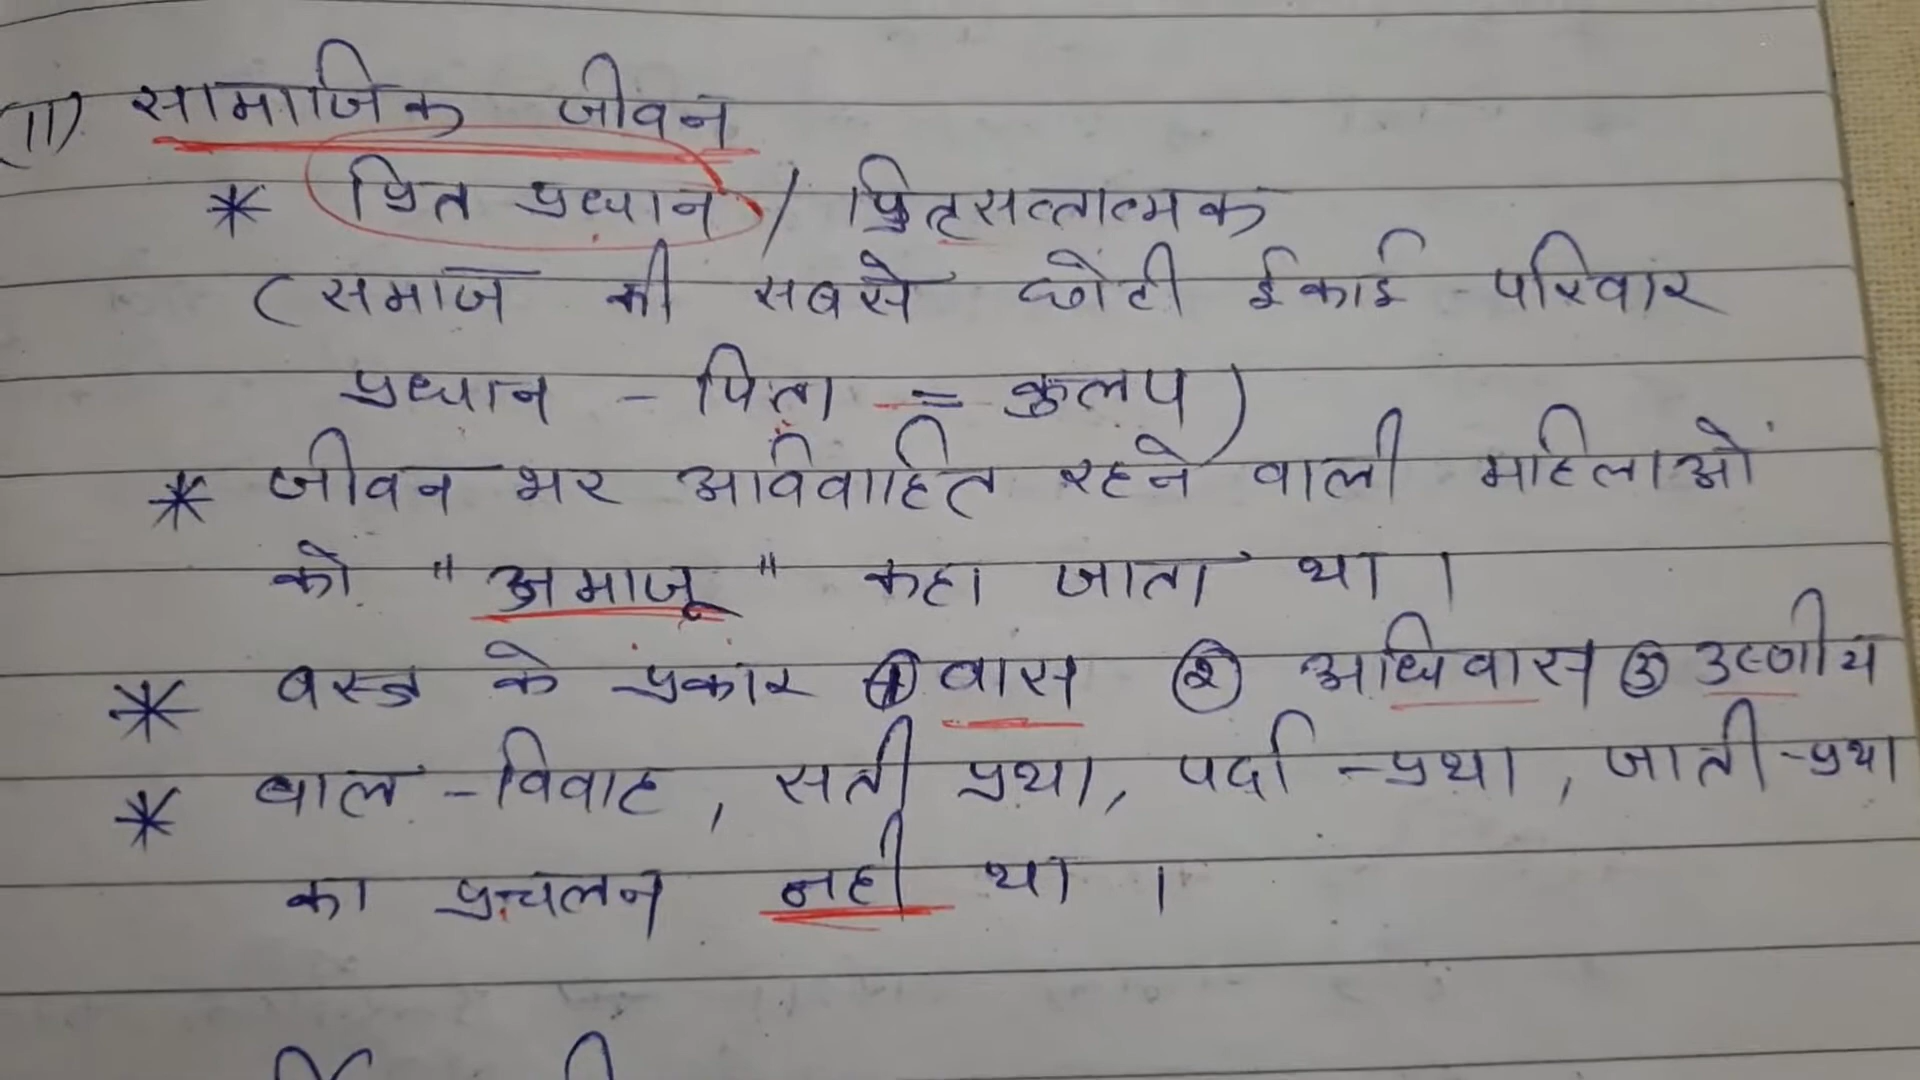 (11) सामाजिक जीवन
* प्रित प्रधान / प्रितृसत्तात्मक
( समाज की सबसे छोटी ईकाई परिवार
प्रधान - पिता = कुलप )
* जीवन भर अविवाहित रहने वाली महिलाओं
को " अमाजू " कहा जाता था ।
* वस्त्र के प्रकार ① वास ② अधिवास ③ उष्णीय
* बाल - विवाह , सती प्रथा , पर्दा - प्रथा , जाती - प्रथा
का प्रचलन नही था ।